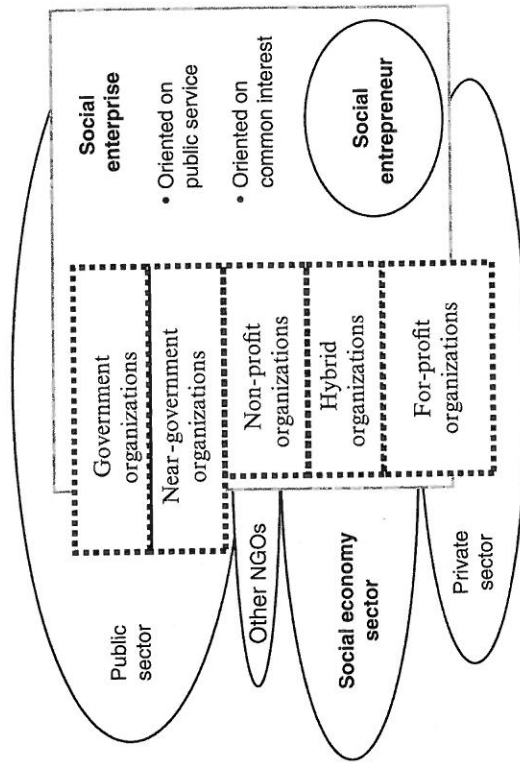 Public
sector
Other NGOs
Social economy
sector
Private
sector
Government
organizations
Near-government
organizations
Non-profit
organizations
Hybrid
organizations
For-profit
organizations
Social
enterprise
• Oriented on
public service
• Oriented on
common interest
Social
entrepreneur